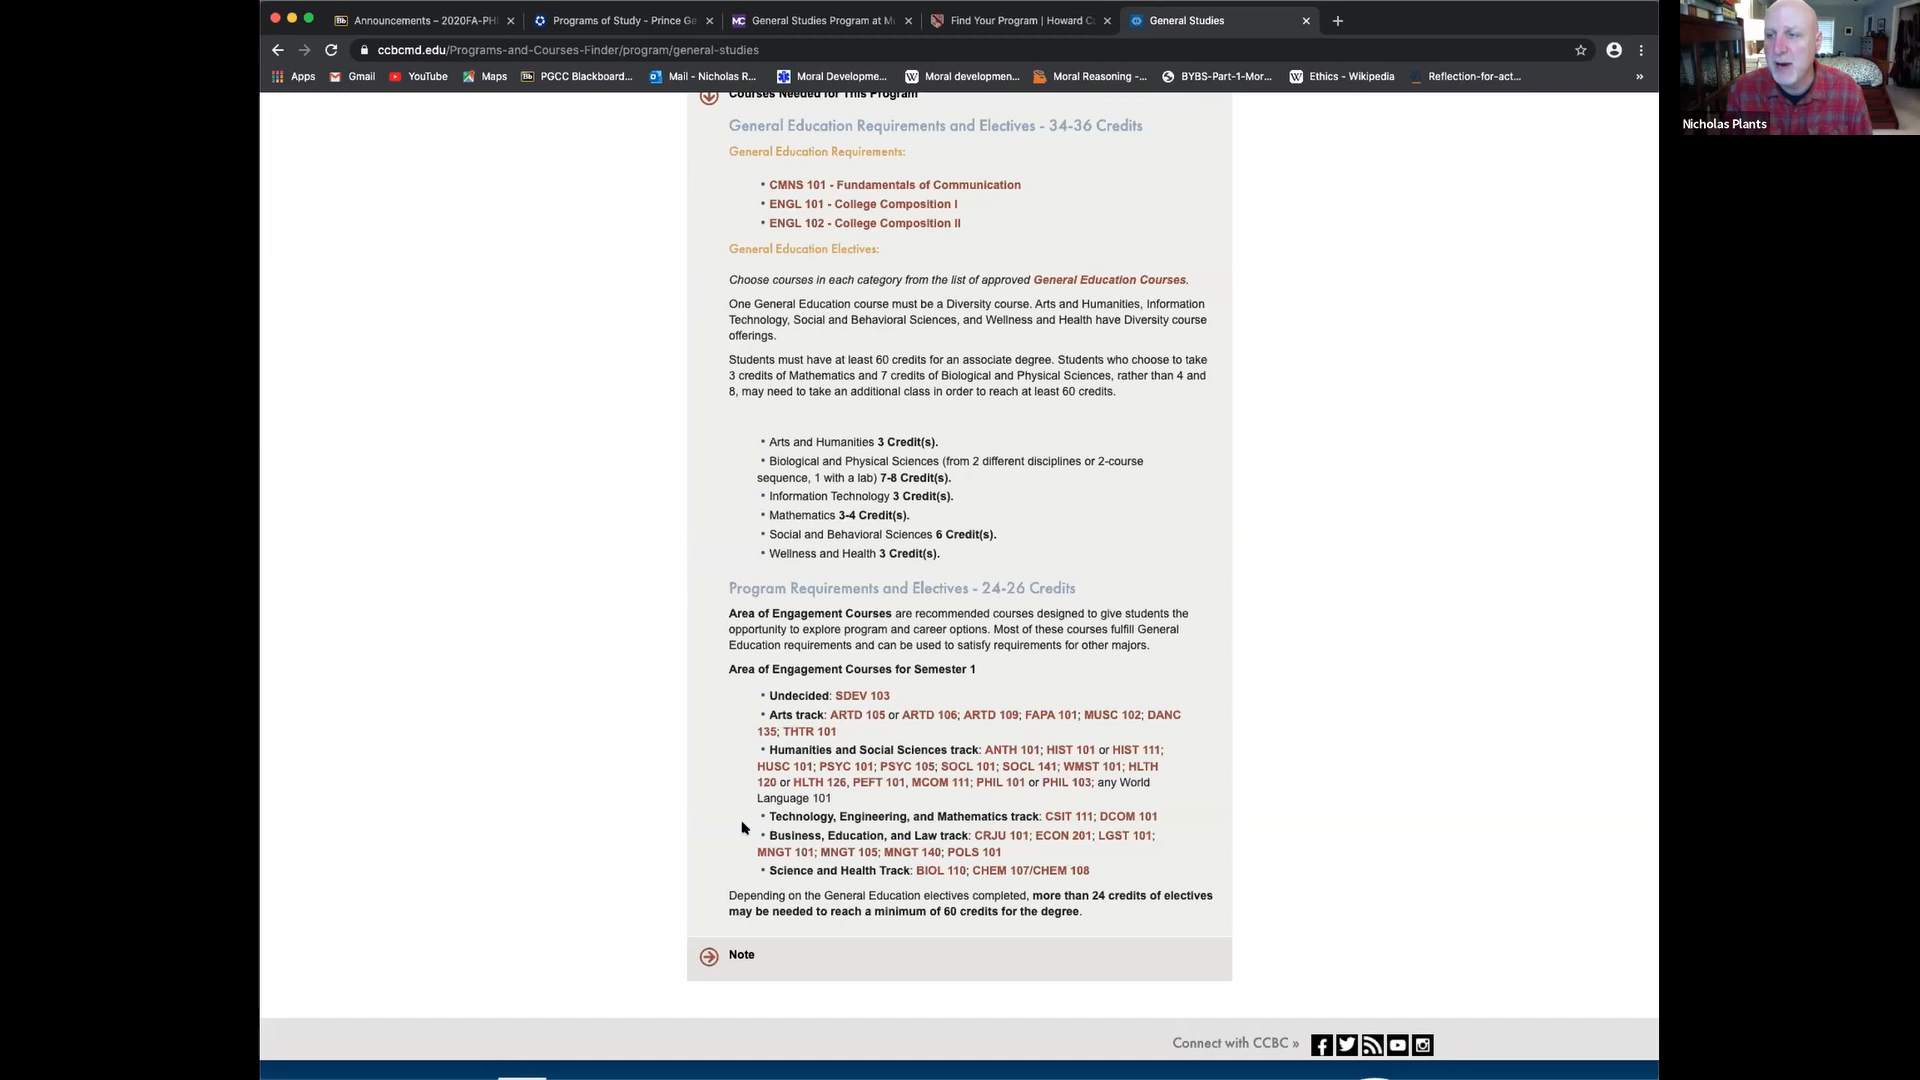 Announcements – 2020FA-PH
Programs of Study - Prince Ge
General Studies Program at M
Find Your Program | Howard C
General Studies
ccbcmd.edu/Programs-and-Courses-Finder/program/general-studies
Apps
Gmail
YouTube
Maps
PGCC Blackboard...
Mail - Nicholas R...
Moral Developme...
Moral developmen...
Moral Reasoning -...
BYBS-Part-1-Mor...
Ethics - Wikipedia
Reflection-for-act...
»
Nicholas Plants
Courses Needed for This Program
General Education Requirements and Electives - 34-36 Credits
General Education Requirements:
• CMNS 101 - Fundamentals of Communication
• ENGL 101 - College Composition I
• ENGL 102 - College Composition II
General Education Electives:
Choose courses in each category from the list of approved General Education Courses.
One General Education course must be a Diversity course. Arts and Humanities, Information
Technology, Social and Behavioral Sciences, and Wellness and Health have Diversity course
offerings.
Students must have at least 60 credits for an associate degree. Students who choose to take
3 credits of Mathematics and 7 credits of Biological and Physical Sciences, rather than 4 and
8, may need to take an additional class in order to reach at least 60 credits.
• Arts and Humanities 3 Credit(s).
• Biological and Physical Sciences (from 2 different disciplines or 2-course
sequence, 1 with a lab) 7-8 Credit(s).
• Information Technology 3 Credit(s).
• Mathematics 3-4 Credit(s).
• Social and Behavioral Sciences 6 Credit(s).
• Wellness and Health 3 Credit(s).
Program Requirements and Electives - 24-26 Credits
Area of Engagement Courses are recommended courses designed to give students the
opportunity to explore program and career options. Most of these courses fulfill General
Education requirements and can be used to satisfy requirements for other majors.
Area of Engagement Courses for Semester 1
• Undecided: SDEV 103
• Arts track: ARTD 105 or ARTD 106; ARTD 109; FAPA 101; MUSC 102; DANC
135; THTR 101
• Humanities and Social Sciences track: ANTH 101; HIST 101 or HIST 111;
HUSC 101; PSYC 101; PSYC 105; SOCL 101; SOCL 141; WMST 101; HLTH
120 or HLTH 126, PEFT 101, MCOM 111; PHIL 101 or PHIL 103; any World
Language 101
• Technology, Engineering, and Mathematics track: CSIT 111; DCOM 101
• Business, Education, and Law track: CRJU 101; ECON 201; LGST 101;
MNGT 101; MNGT 105; MNGT 140; POLS 101
• Science and Health Track: BIOL 110; CHEM 107/CHEM 108
Depending on the General Education electives completed, more than 24 credits of electives
may be needed to reach a minimum of 60 credits for the degree.
Note
Connect with CCBC »